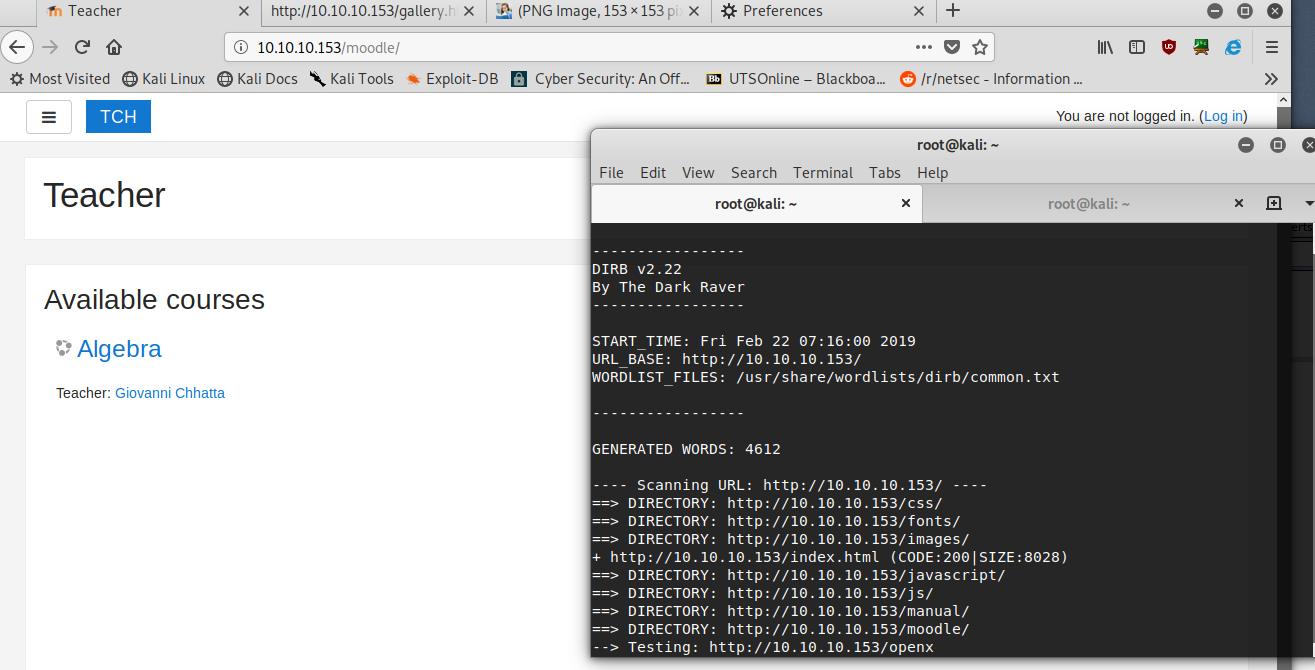 Teacher
http://10.10.10.153/gallery.h
(PNG Image, 153 × 153 pi
Preferences
10.10.10.153/moodle/
Most Visited Kali Linux Kali Docs Kali Tools Exploit-DB Cyber Security: An Off... Bb UTSOnline – Blackboa... /r/netsec - Information ...
TCH
You are not logged in. (Log in)
Teacher
Available courses
Algebra
Teacher: Giovanni Chhatta
root@kali: ~
File Edit View Search Terminal Tabs Help
root@kali: ~ root@kali: ~
-----------------
DIRB v2.22
By The Dark Raver
-----------------
START_TIME: Fri Feb 22 07:16:00 2019
URL_BASE: http://10.10.10.153/
WORDLIST_FILES: /usr/share/wordlists/dirb/common.txt
-----------------
GENERATED WORDS: 4612
---- Scanning URL: http://10.10.10.153/ ----
==> DIRECTORY: http://10.10.10.153/css/
==> DIRECTORY: http://10.10.10.153/fonts/
==> DIRECTORY: http://10.10.10.153/images/
+ http://10.10.10.153/index.html (CODE:200|SIZE:8028)
==> DIRECTORY: http://10.10.10.153/javascript/
==> DIRECTORY: http://10.10.10.153/js/
==> DIRECTORY: http://10.10.10.153/manual/
==> DIRECTORY: http://10.10.10.153/moodle/
--> Testing: http://10.10.10.153/openx